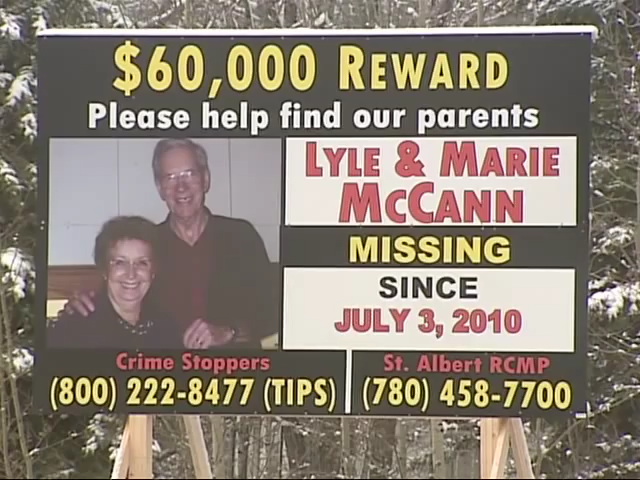 $60,000 REWARD
Please help find our parents
LYLE & MARIE
MCCANN
MISSING
SINCE
JULY 3, 2010
Crime Stoppers
(800) 222-8477 (TIPS)
St. Albert RCMP
(780) 458-7700